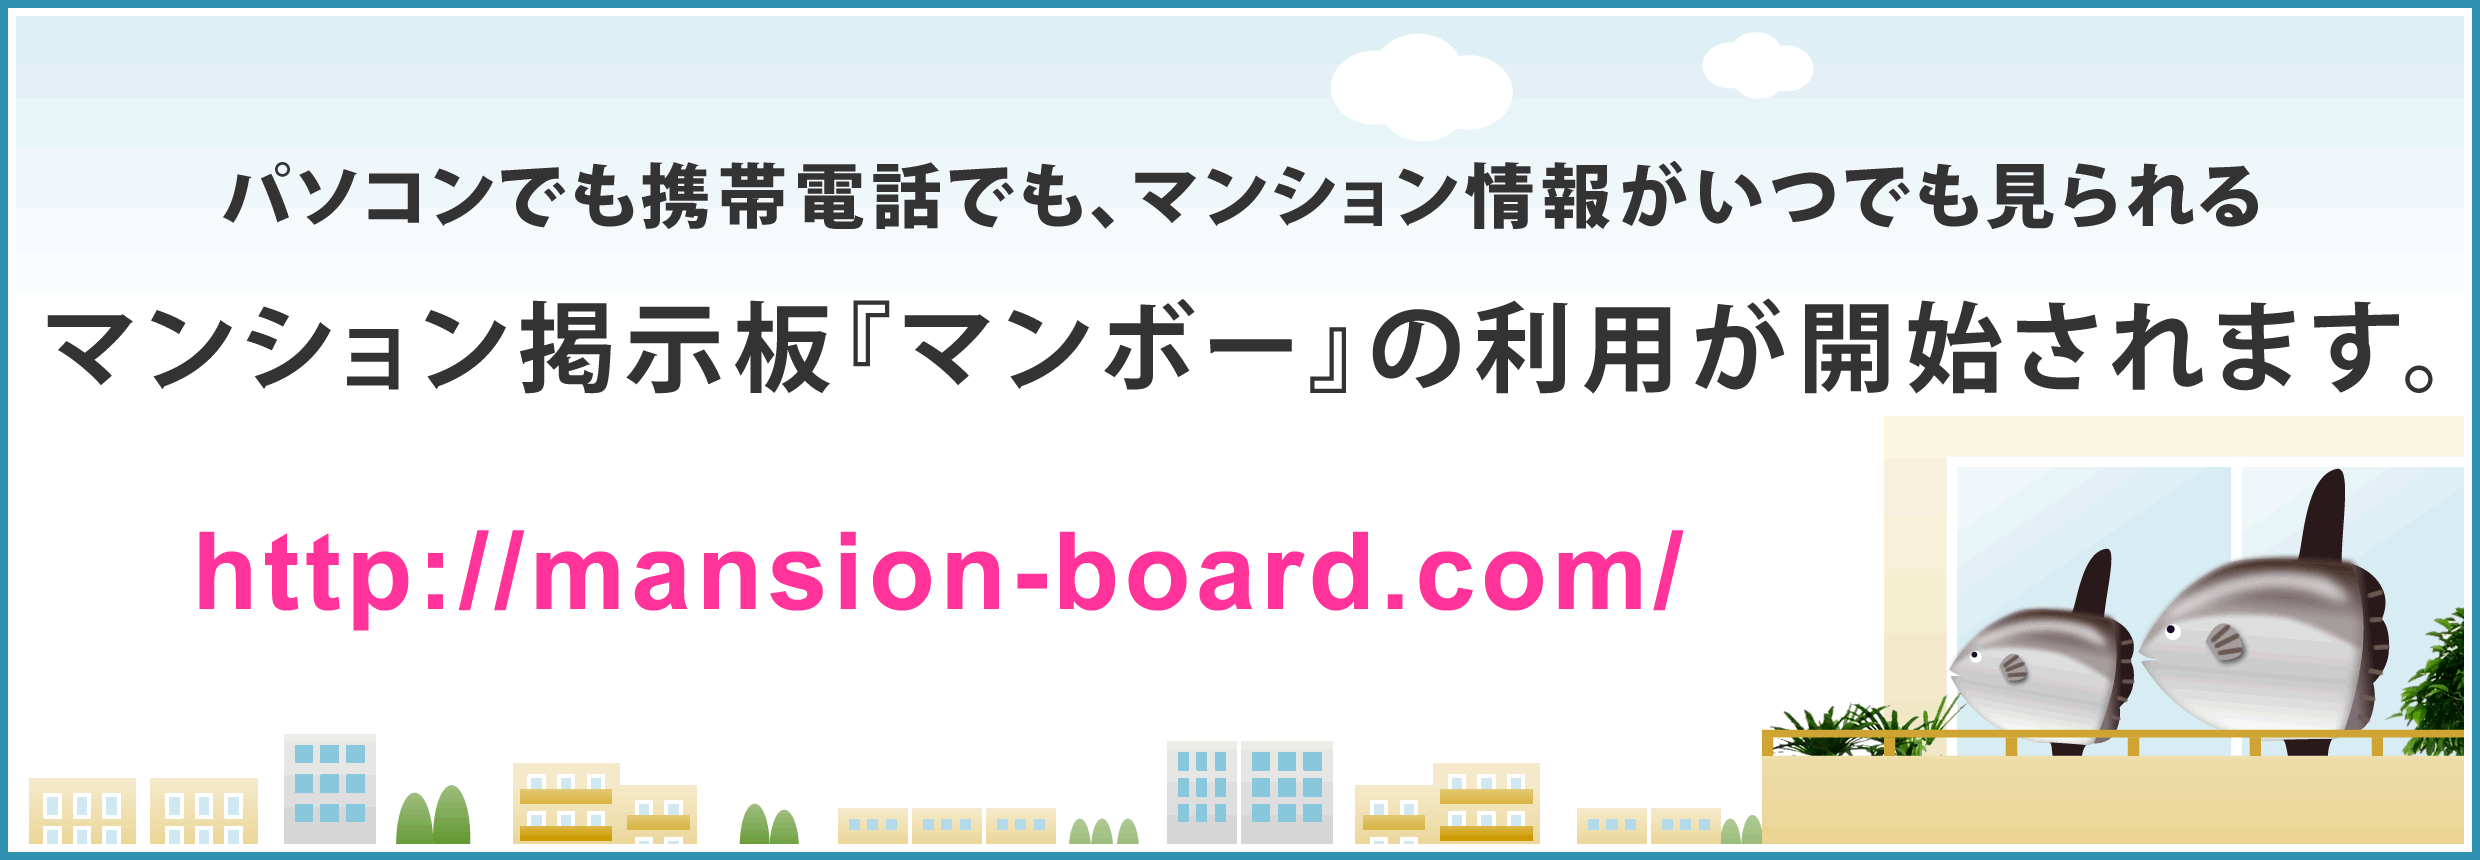 パソコンでも携帯電話でも、マンション情報がいつでも見られる
マンション掲示板『マンボー』の利用が開始されます。
http://mansion-board.com/